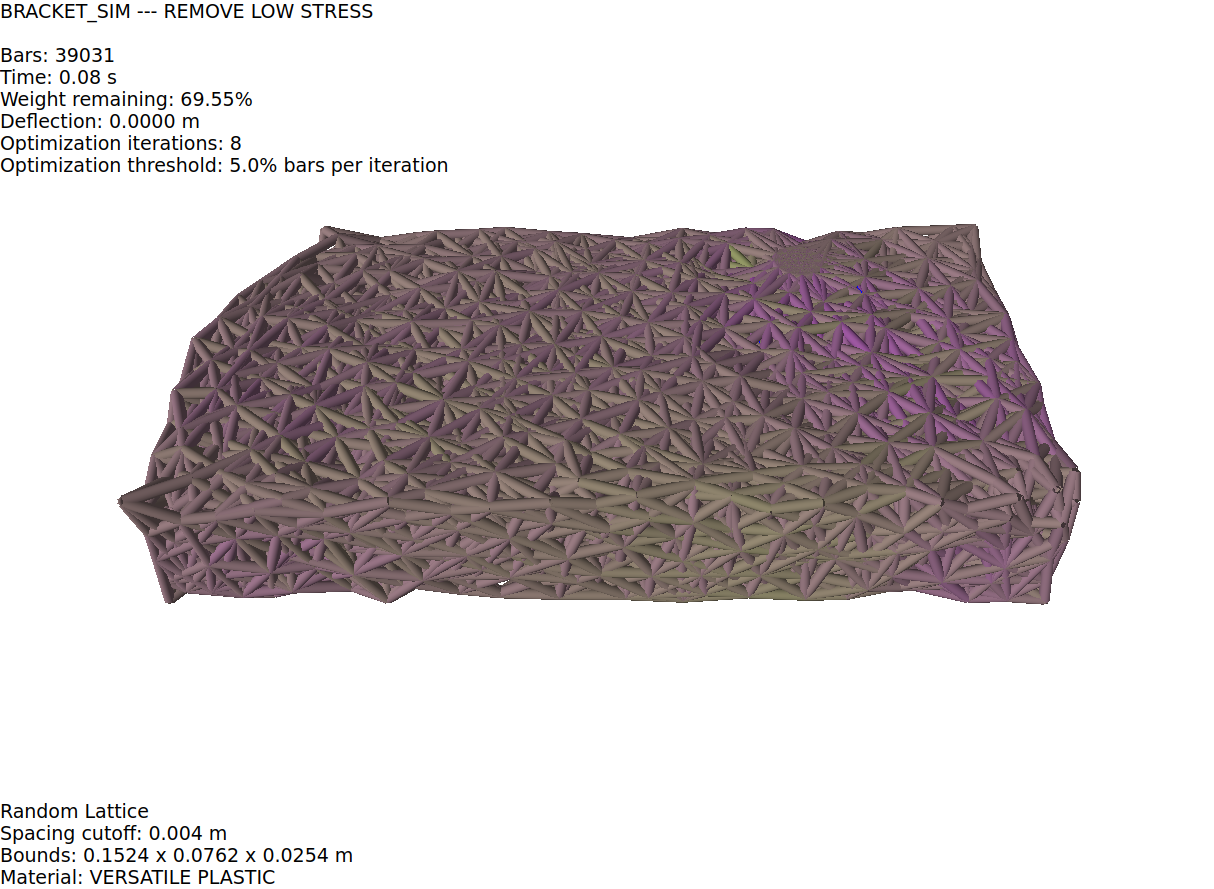 BRACKET_SIM --- REMOVE LOW STRESS
Bars: 39031
Time: 0.08 s
Weight remaining: 69.55%
Deflection: 0.0000 m
Optimization iterations: 8
Optimization threshold: 5.0% bars per iteration
Random Lattice
Spacing cutoff: 0.004 m
Bounds: 0.1524 x 0.0762 x 0.0254 m
Material: VERSATILE PLASTIC